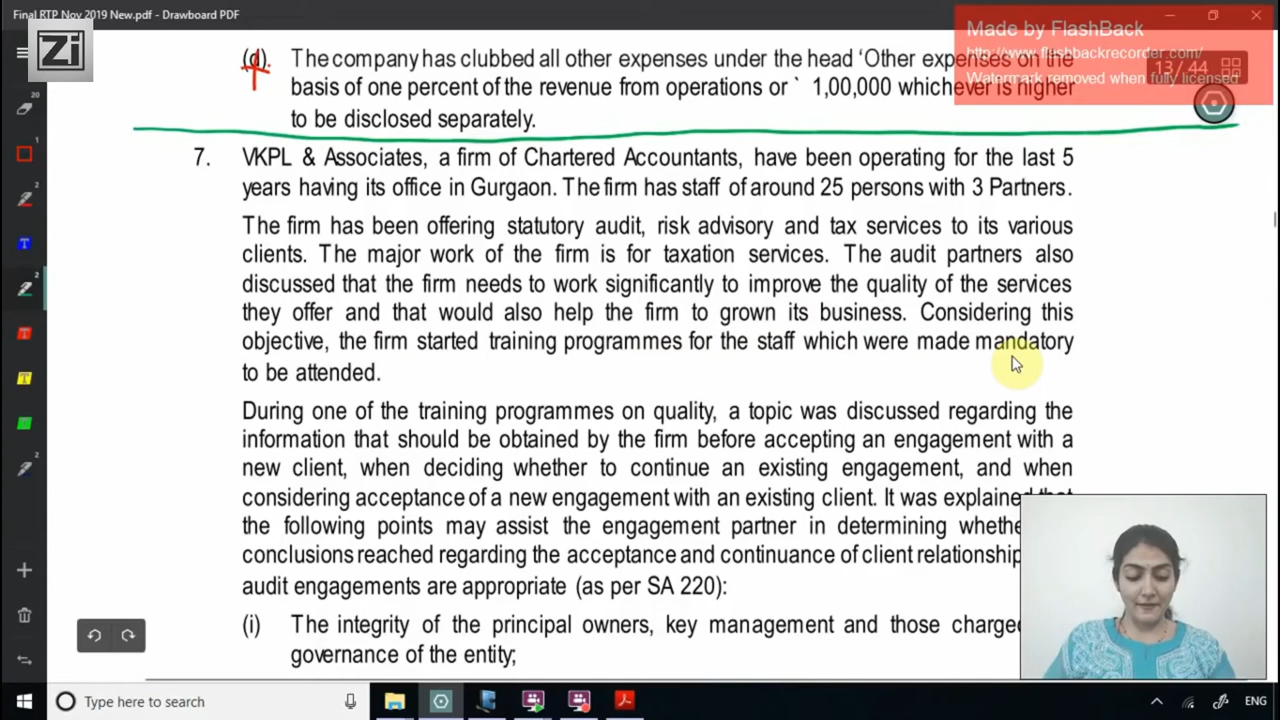 Final RTP Nov 2019 New.pdf - Drawboard PDF
Made by FlashBack
http://www.flashbackrecorder.com/
Watermark removed when fully licensed
13 / 44
Zi
(d). The company has clubbed all other expenses under the head ‘Other expenses on the
basis of one percent of the revenue from operations or ` 1,00,000 whichever is higher
to be disclosed separately.
7. VKPL & Associates, a firm of Chartered Accountants, have been operating for the last 5
years having its office in Gurgaon. The firm has staff of around 25 persons with 3 Partners.
The firm has been offering statutory audit, risk advisory and tax services to its various
clients. The major work of the firm is for taxation services. The audit partners also
discussed that the firm needs to work significantly to improve the quality of the services
they offer and that would also help the firm to grown its business. Considering this
objective, the firm started training programmes for the staff which were made mandatory
to be attended.
During one of the training programmes on quality, a topic was discussed regarding the
information that should be obtained by the firm before accepting an engagement with a
new client, when deciding whether to continue an existing engagement, and when
considering acceptance of a new engagement with an existing client. It was explained that
the following points may assist the engagement partner in determining whethe
conclusions reached regarding the acceptance and continuance of client relationship
audit engagements are appropriate (as per SA 220):
(i) The integrity of the principal owners, key management and those charge
governance of the entity;
20
1
2
2
2
Type here to search
ENG